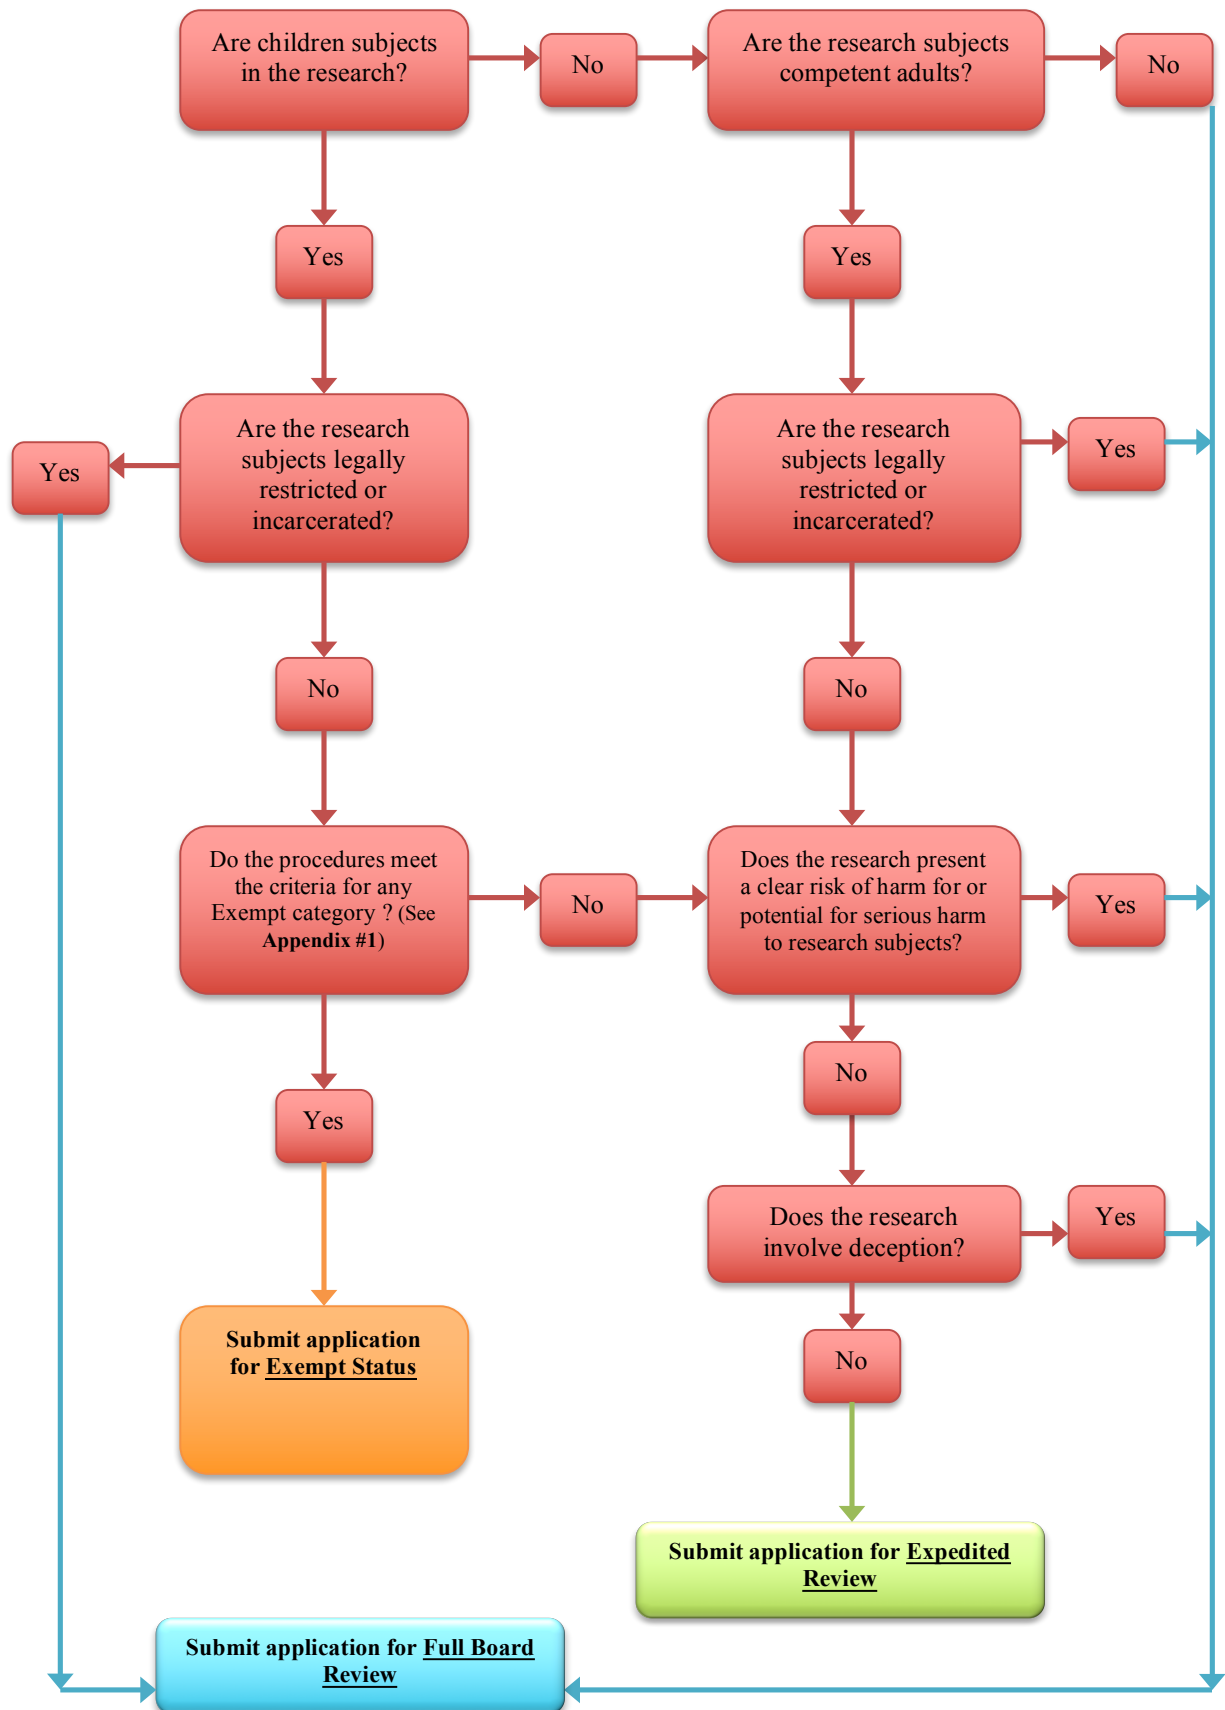 Are children subjects
in the research?
No
Are the research subjects
competent adults?
No
Yes
Yes
Are the research
subjects legally
restricted or
incarcerated?
Yes
Are the research
subjects legally
restricted or
incarcerated?
Yes
No
No
Do the procedures meet
the criteria for any
Exempt category ? (See
Appendix #1)
No
Does the research present
a clear risk of harm for or
potential for serious harm
to research subjects?
Yes
No
Yes
Does the research
involve deception?
Yes
Submit application
for Exempt Status
No
Submit application for Expedited
Review
Submit application for Full Board
Review